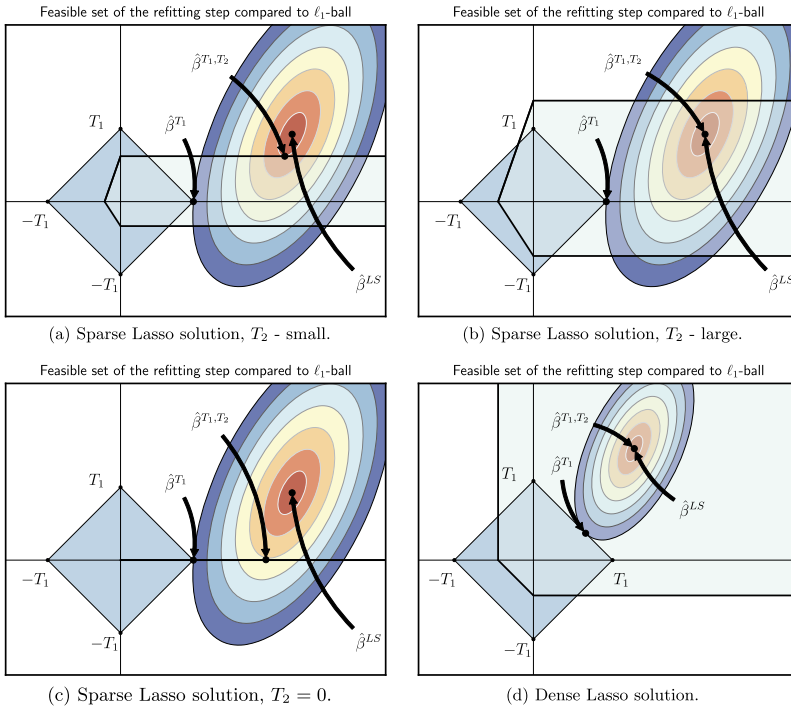 Feasible set of the refitting step compared to ℓ₁-ball
β̂^{T₁,T₂}
T₁
β̂^{T₁}
−T₁
−T₁
β̂^{LS}
(a) Sparse Lasso solution, T₂ - small.
Feasible set of the refitting step compared to ℓ₁-ball
β̂^{T₁,T₂}
T₁
β̂^{T₁}
−T₁
−T₁
β̂^{LS}
(b) Sparse Lasso solution, T₂ - large.
Feasible set of the refitting step compared to ℓ₁-ball
β̂^{T₁,T₂}
T₁
β̂^{T₁}
−T₁
−T₁
β̂^{LS}
(c) Sparse Lasso solution, T₂ = 0.
Feasible set of the refitting step compared to ℓ₁-ball
β̂^{T₁,T₂}
T₁
β̂^{T₁}
β̂^{LS}
−T₁
T₁
−T₁
(d) Dense Lasso solution.